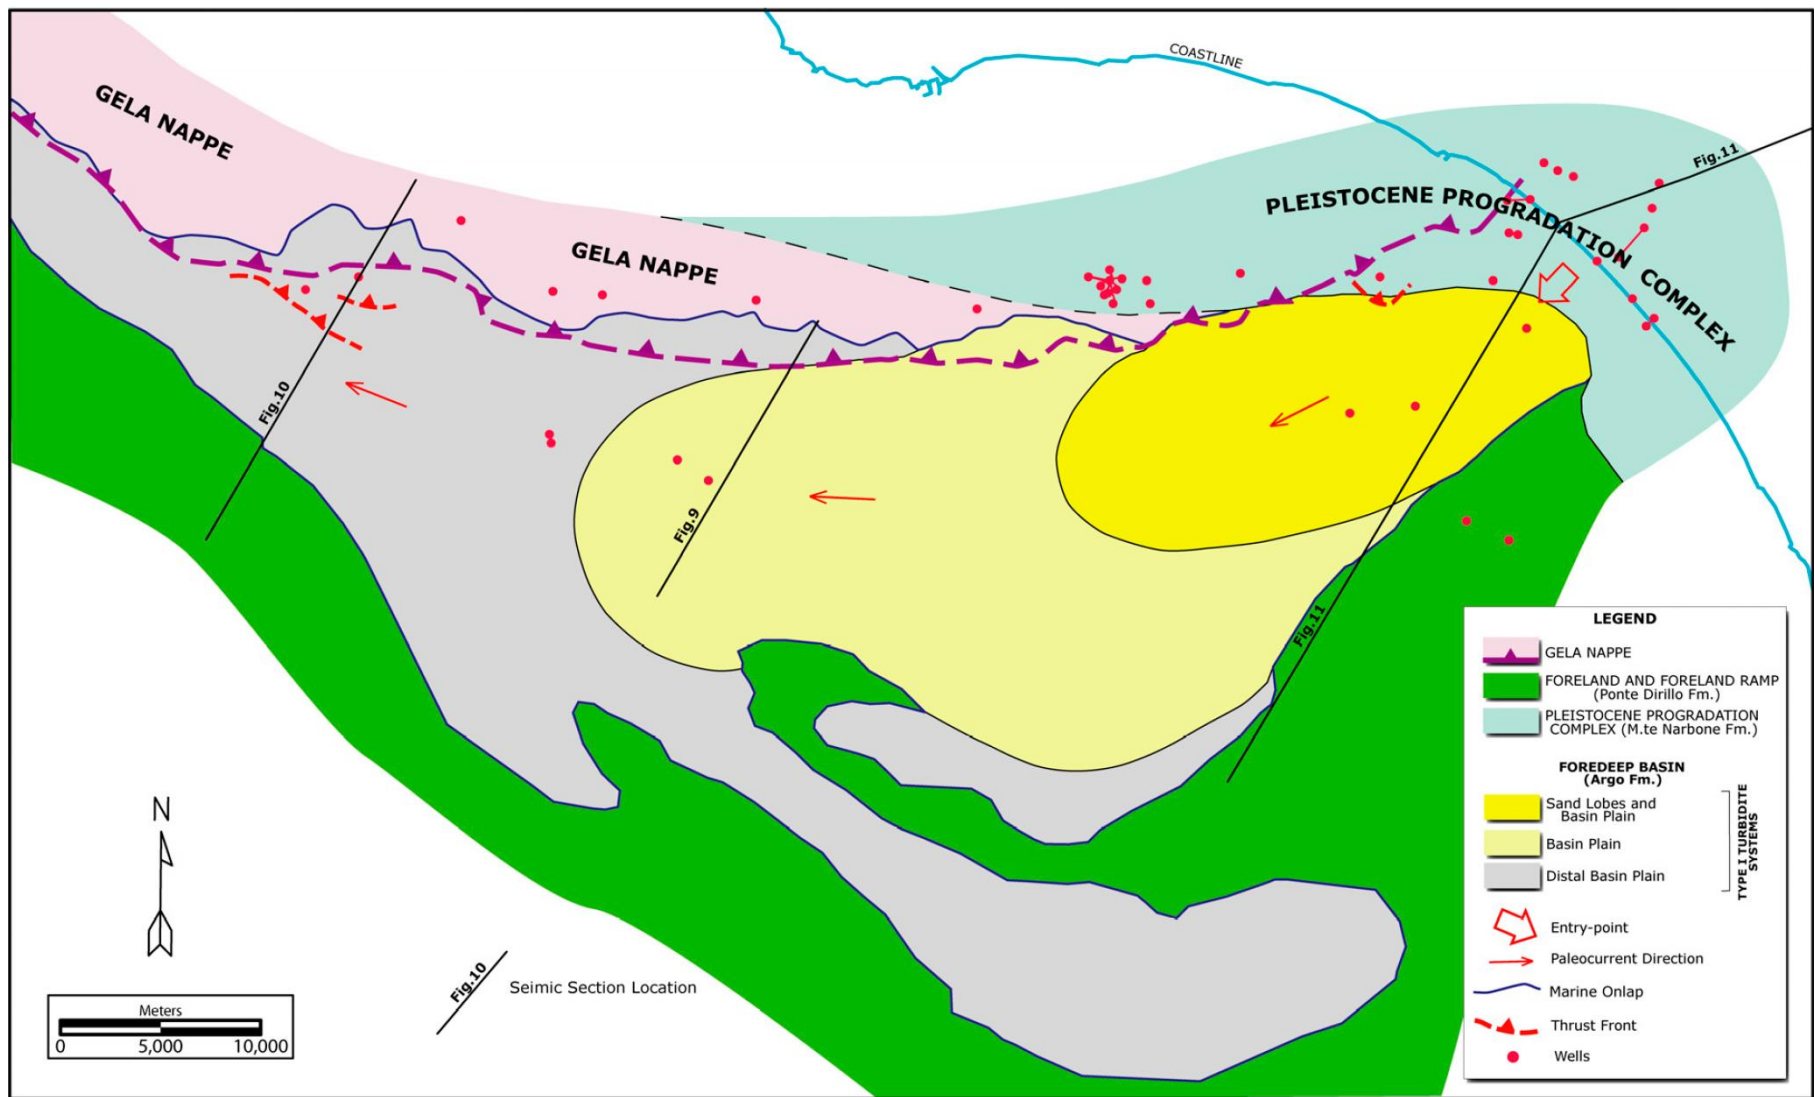 COASTLINE
GELA NAPPE
Fig.11
PLEISTOCENE PROGRADATION COMPLEX
GELA NAPPE
Fig.10
Fig.9
Fig.11
LEGEND
GELA NAPPE
FORELAND AND FORELAND RAMP
(Ponte Dirillo Fm.)
PLEISTOCENE PROGRADATION
COMPLEX (M.te Narbone Fm.)
FOREDEEP BASIN
(Argo Fm.)
Sand Lobes and
Basin Plain
Basin Plain
Distal Basin Plain
TYPE I TURBIDITE
SYSTEMS
Entry-point
Paleocurrent Direction
Marine Onlap
Thrust Front
Wells
N
Fig.10
Seimic Section Location
Meters
0 5,000 10,000